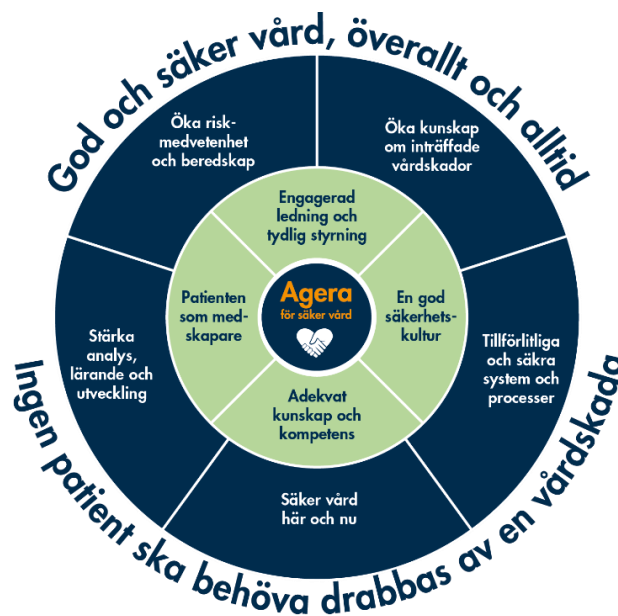 God och säker vård, överallt och alltid
Öka risk-
medvetenhet
och beredskap
Öka kunskap
om inträffade
vårdskador
Engagerad
ledning och
tydlig styrning
Patienten
som med-
skapare
Agera
för säker vård
En god
säkerhets-
kultur
Stärka
analys,
lärande och
utveckling
Tillförlitliga
och säkra
system och
processer
Adekvat
kunskap och
kompetens
Säker vård
här och nu
Ingen patient ska behöva drabbas av en vårdskada